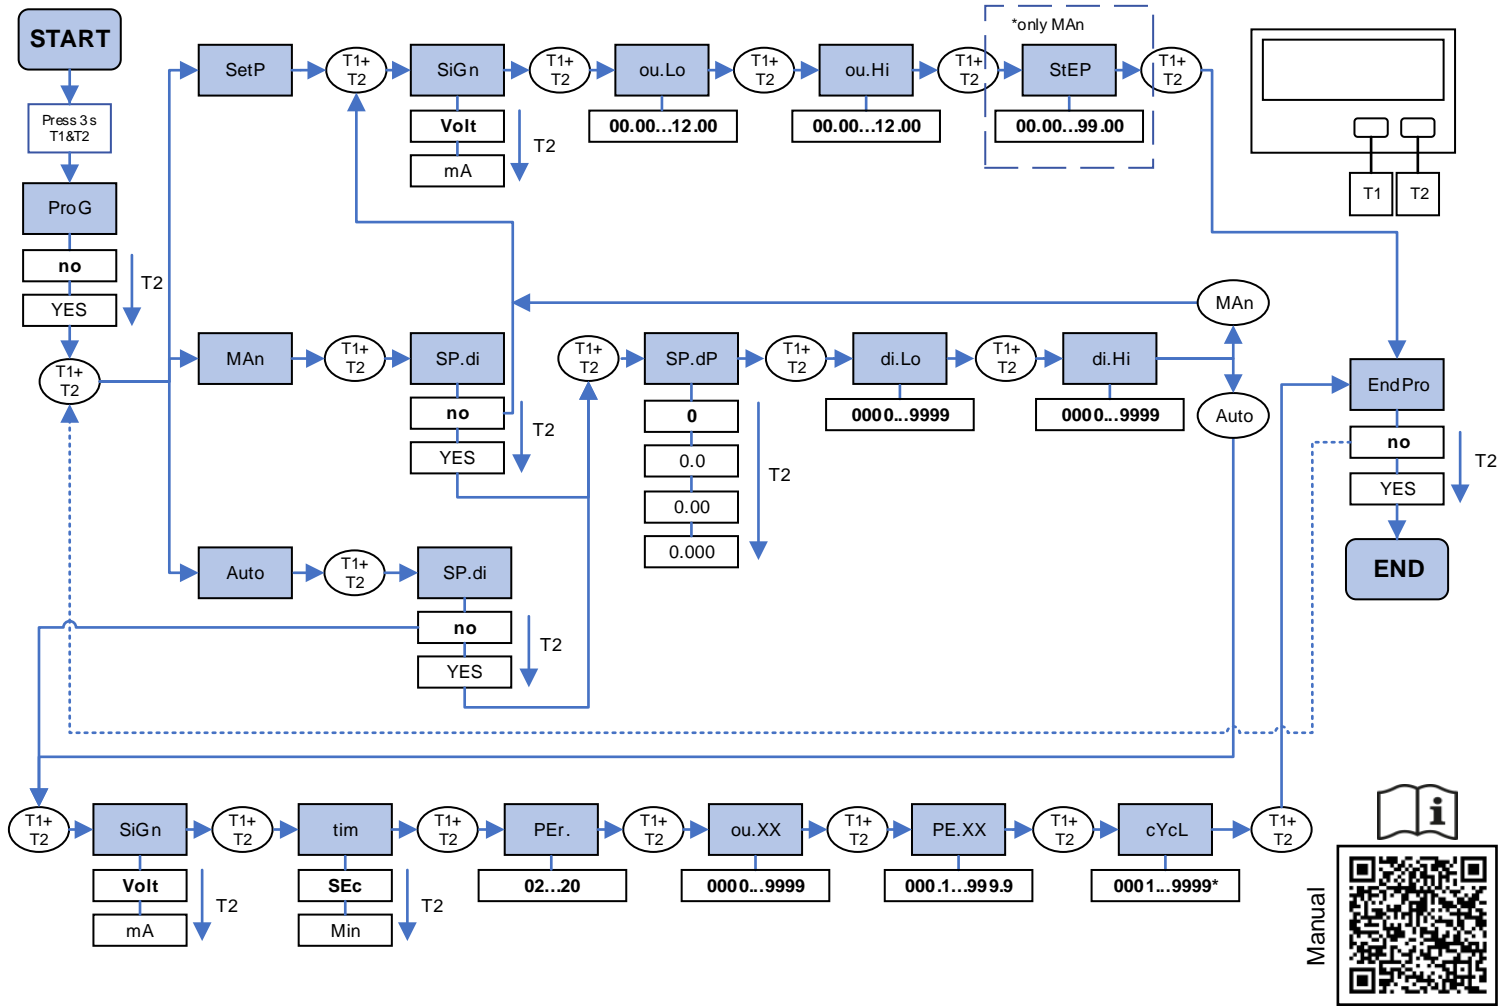 START
Press 3 s
T1&T2
ProG
no
YES
T2
T1+
T2
SetP
T1+
T2
SiGn
Volt
mA
T2
T1+
T2
ou.Lo
00.00...12.00
T1+
T2
ou.Hi
00.00...12.00
T1+
T2
*only MAn
StEP
00.00...99.00
T1+
T2
T1
T2
MAn
T1+
T2
SP.di
no
YES
T2
T1+
T2
SP.dP
0
0.0
0.00
0.000
T2
T1+
T2
di.Lo
0000...9999
T1+
T2
di.Hi
0000...9999
MAn
Auto
EndPro
no
YES
T2
END
Auto
T1+
T2
SP.di
no
YES
T2
T1+
T2
SiGn
Volt
mA
T2
T1+
T2
tim
SEc
Min
T2
T1+
T2
PEr.
02...20
T1+
T2
ou.XX
0000...9999
T1+
T2
PE.XX
000.1...999.9
T1+
T2
cYcL
0001...9999*
T1+
T2
i
Manual